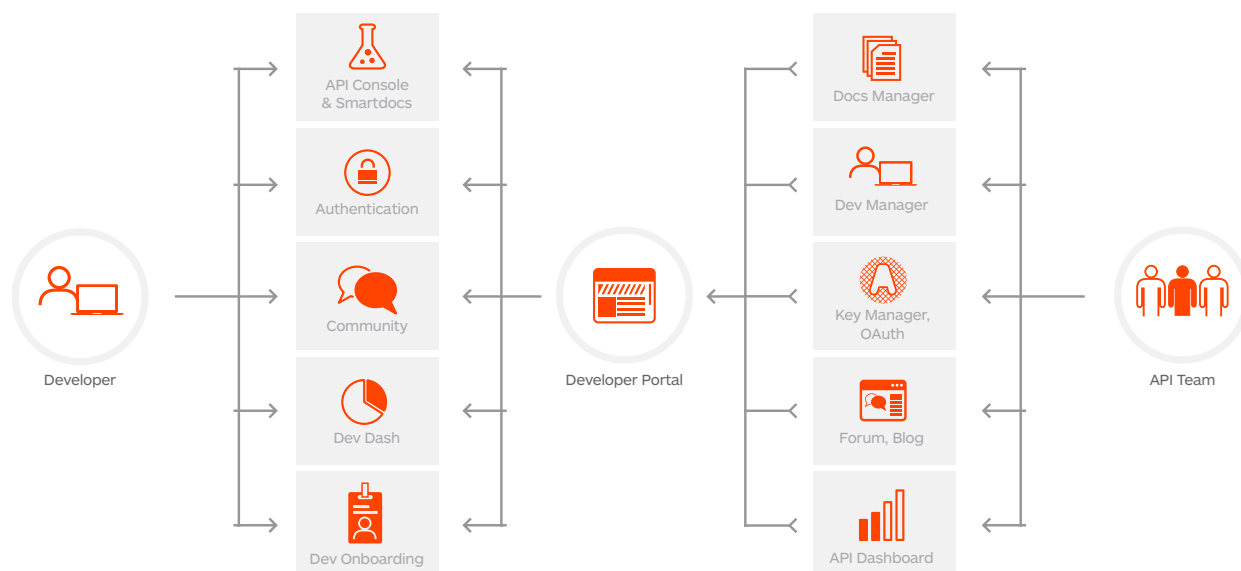 API Console
& Smartdocs
Docs Manager
Authentication
Dev Manager
Developer
Community
Developer Portal
Key Manager,
OAuth
API Team
Dev Dash
Forum, Blog
Dev Onboarding
API Dashboard